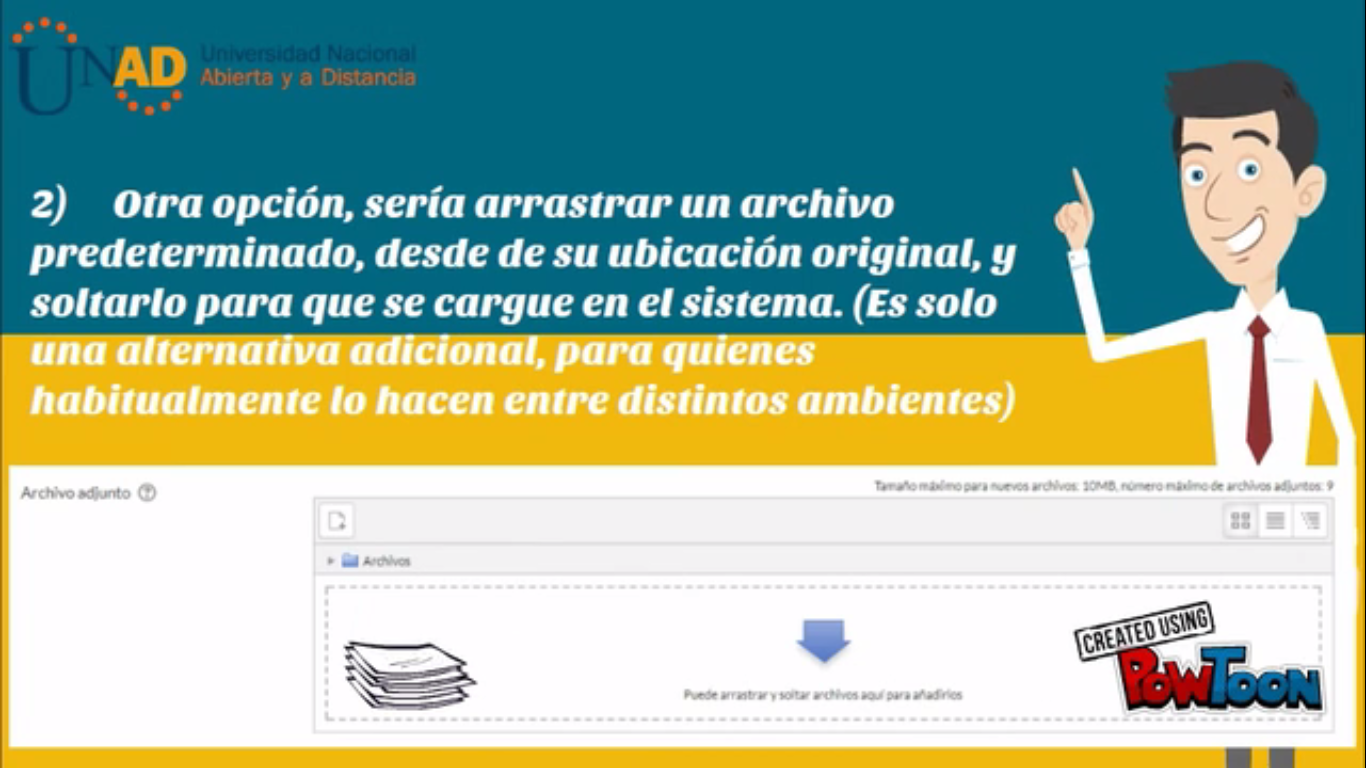 UNAD Universidad Nacional
Abierta y a Distancia
2) Otra opción, sería arrastrar un archivo
predeterminado, desde de su ubicación original, y
soltarlo para que se cargue en el sistema. (Es solo
una alternativa adicional, para quienes
habitualmente lo hacen entre distintos ambientes)
Tamaño máximo para nuevos archivos: 10MB, número máximo de archivos adjuntos: 9
Archivo adjunto ?
Archivos
Puede arrastrar y soltar archivos aquí para añadirlos
CREATED USING
POWTOON